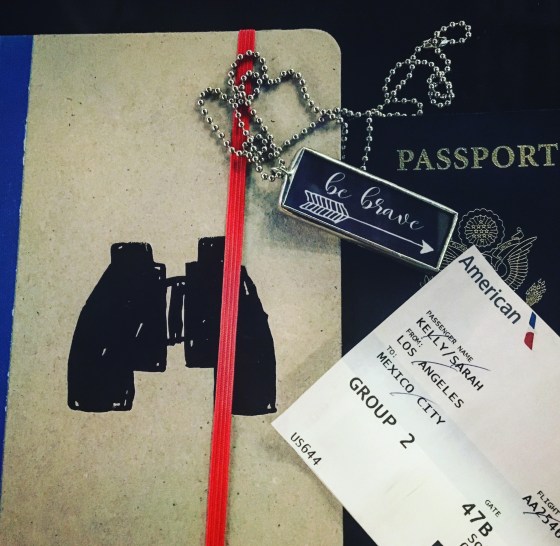 PASSPORT
be brave
American
PASSENGER NAME
KELLY/SARAH
FROM:
LOS ANGELES
TO:
MEXICO CITY
GROUP 2
US644
GATE
47B
FLIGHT